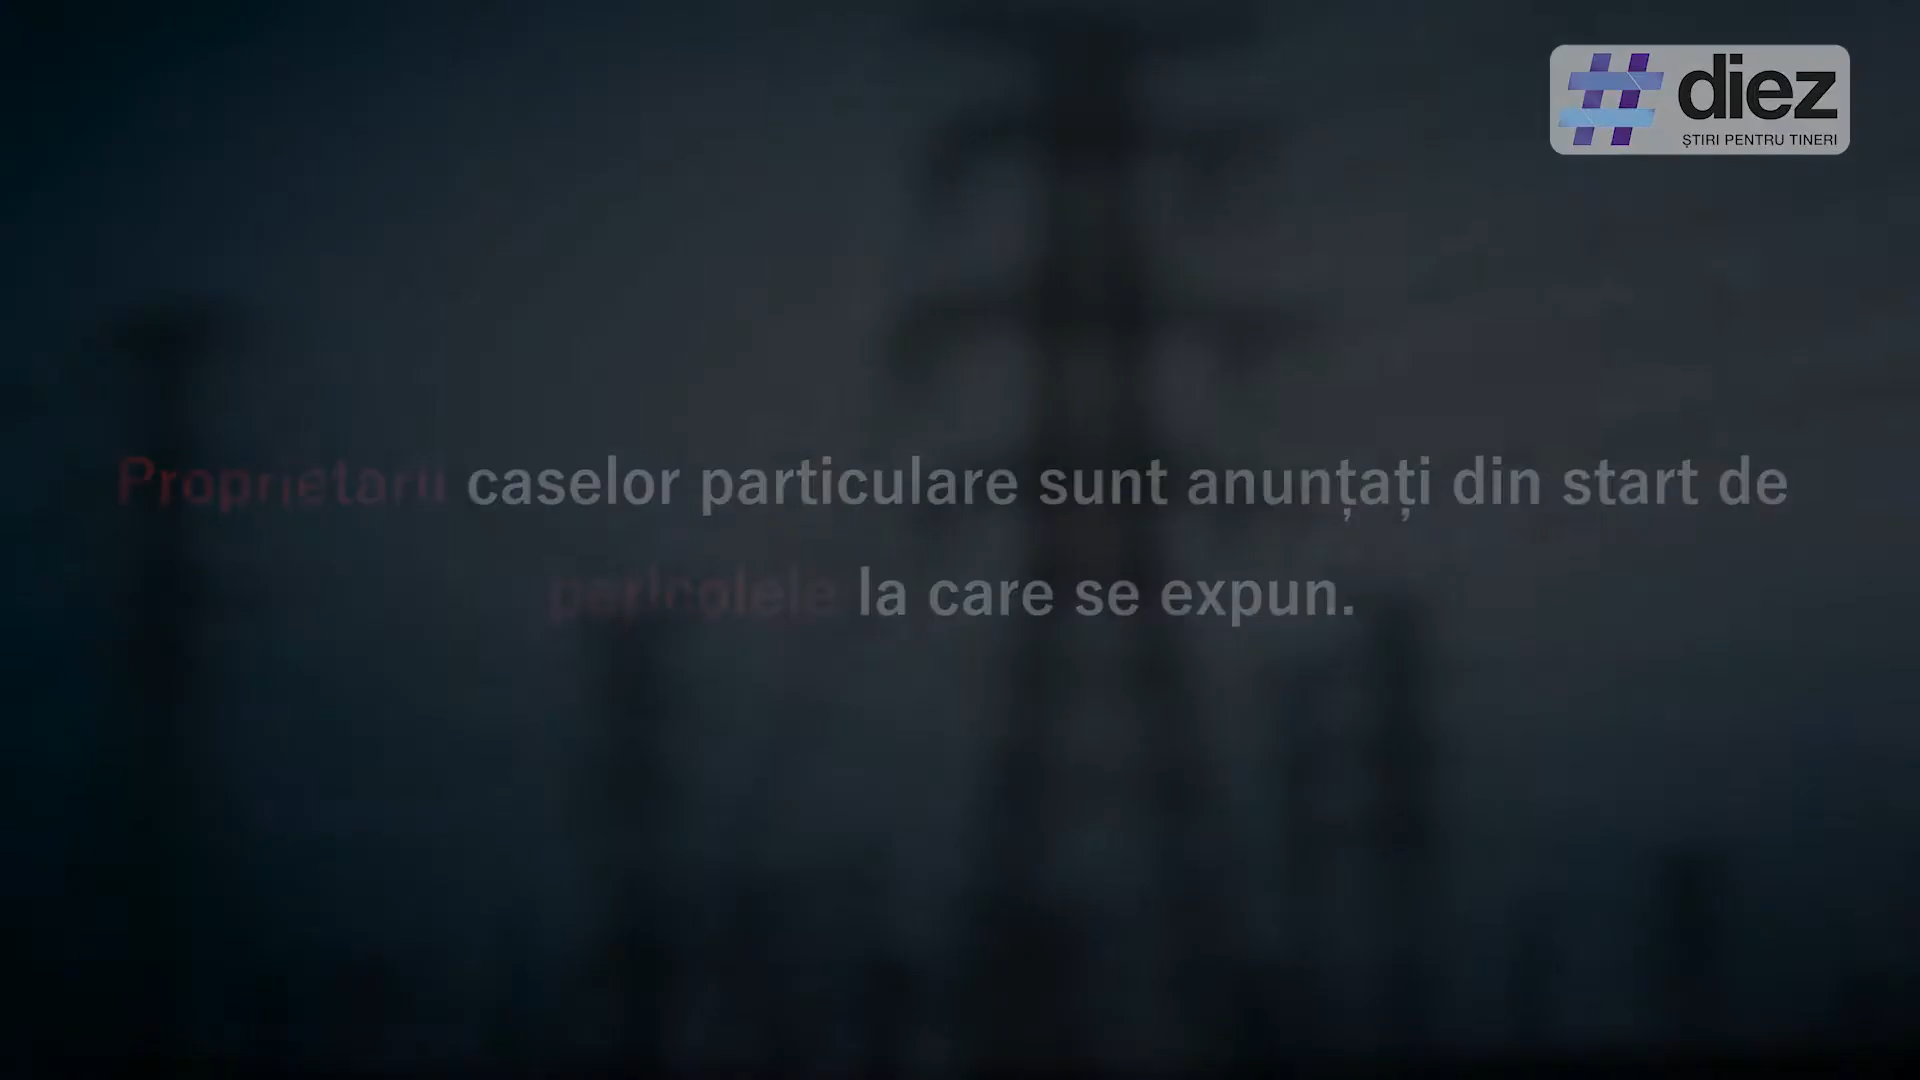 #diez
ȘTIRI PENTRU TINERI
Proprietarii caselor particulare sunt anunțați din start de
pericolele la care se expun.